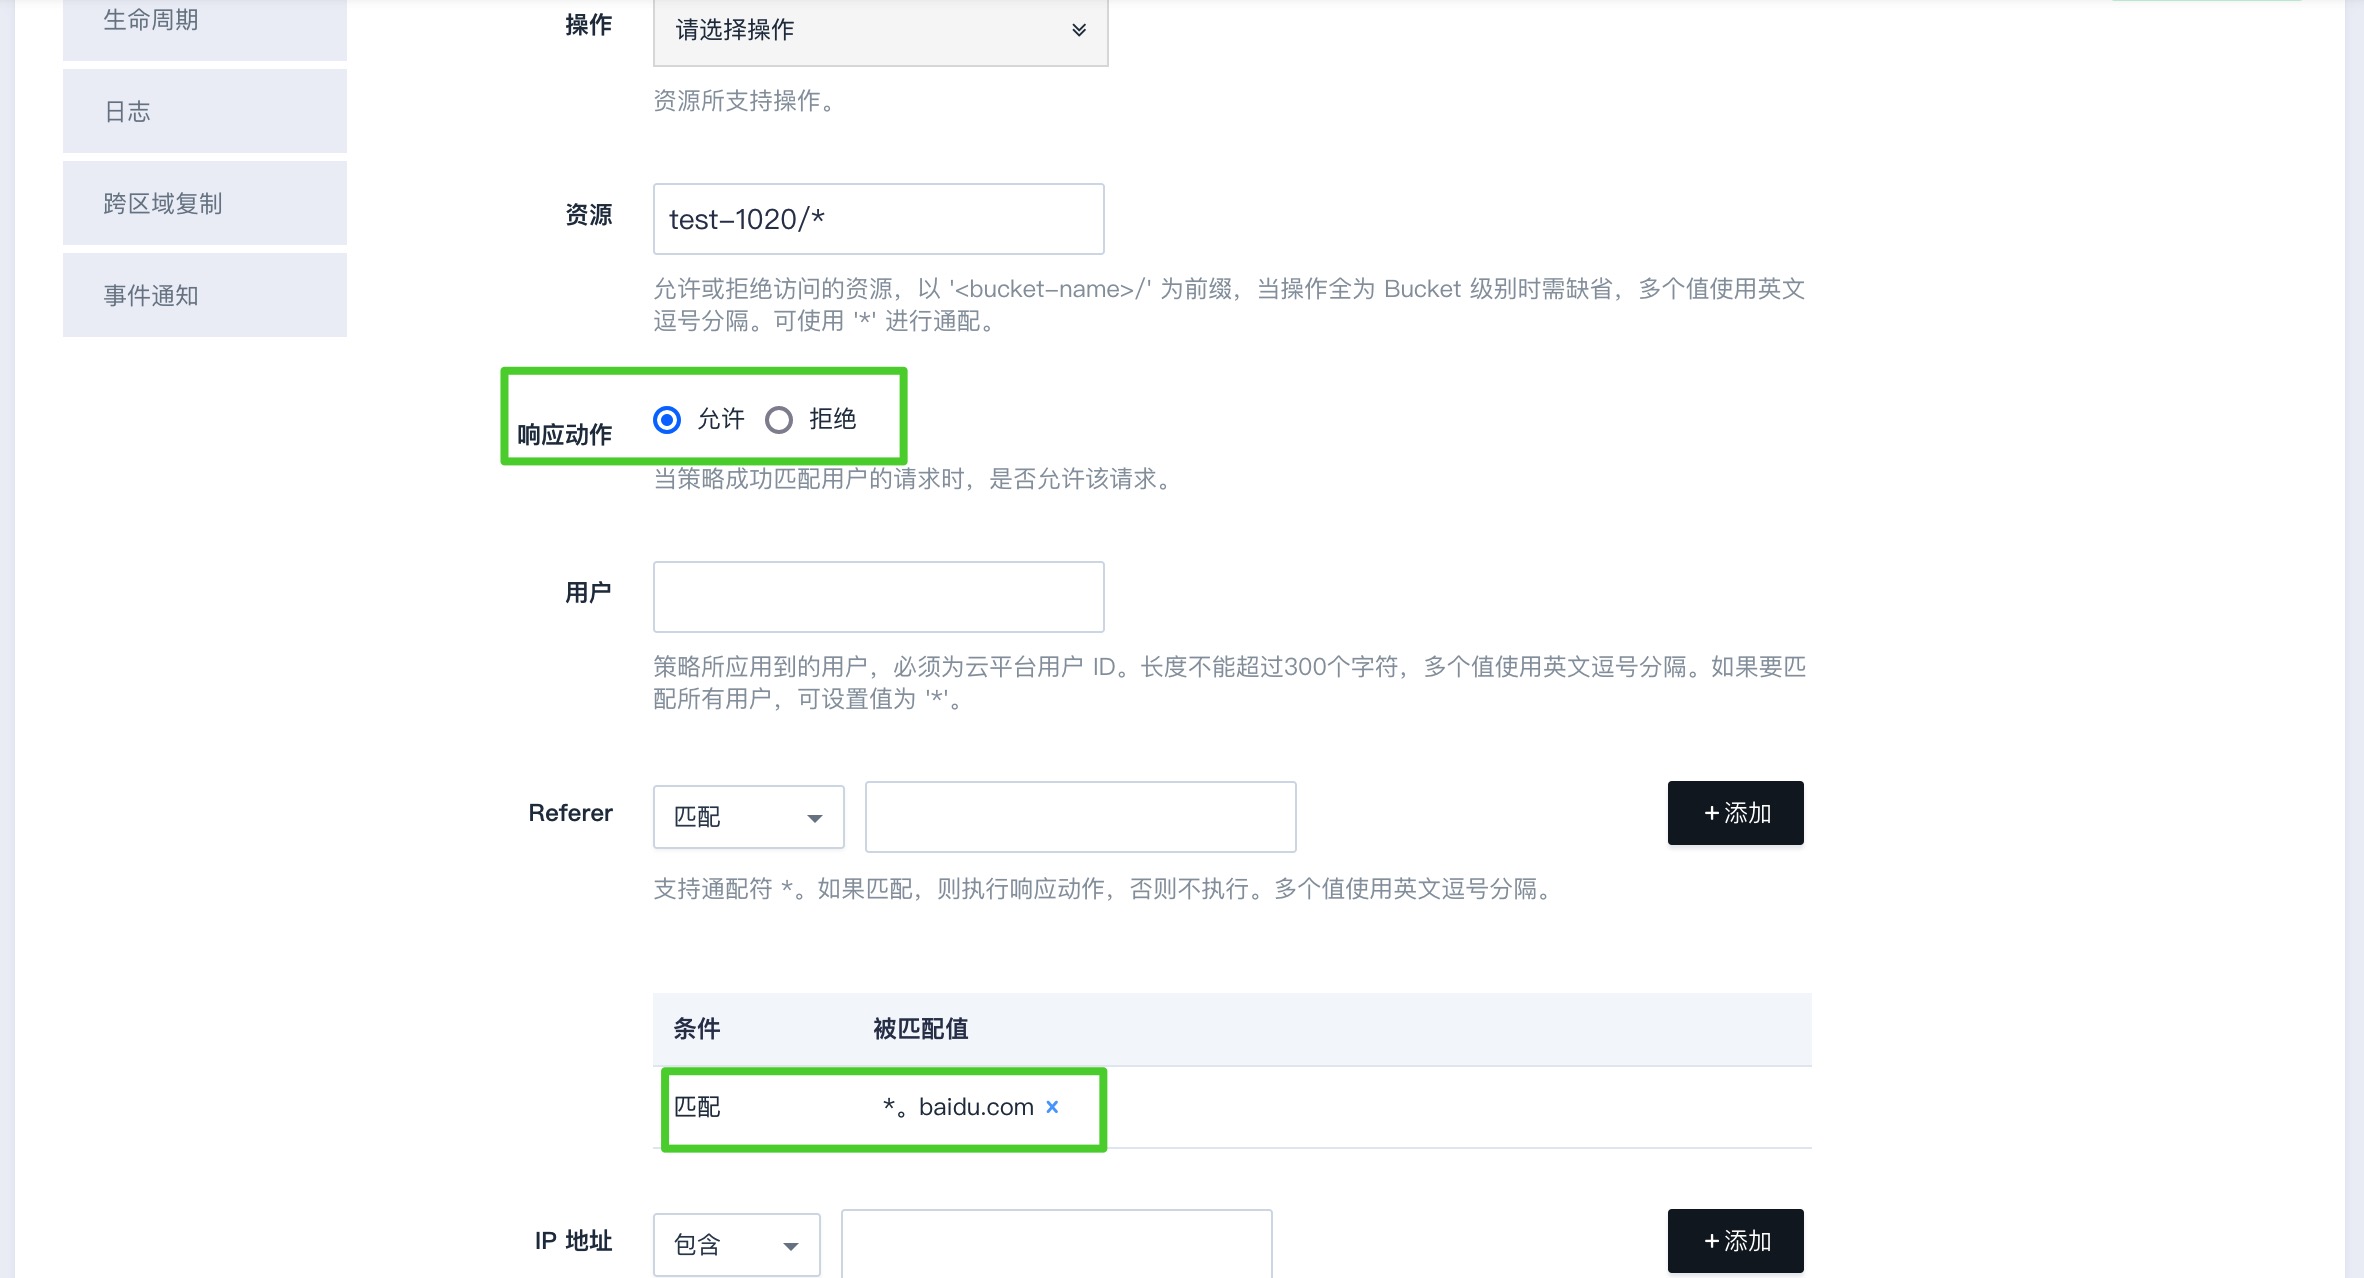 生命周期
日志
跨区域复制
事件通知
操作
请选择操作
资源所支持操作。
资源
test-1020/*
允许或拒绝访问的资源，以 '<bucket-name>/' 为前缀，当操作全为 Bucket 级别时需缺省，多个值使用英文
逗号分隔。可使用 '*' 进行通配。
响应动作
允许
拒绝
当策略成功匹配用户的请求时，是否允许该请求。
用户
策略所应用到的用户，必须为云平台用户 ID。长度不能超过300个字符，多个值使用英文逗号分隔。如果要匹
配所有用户，可设置值为 '*'。
Referer
匹配
+添加
支持通配符 *。如果匹配，则执行响应动作，否则不执行。多个值使用英文逗号分隔。
条件
被匹配值
匹配
*。baidu.com ×
IP 地址
包含
+添加